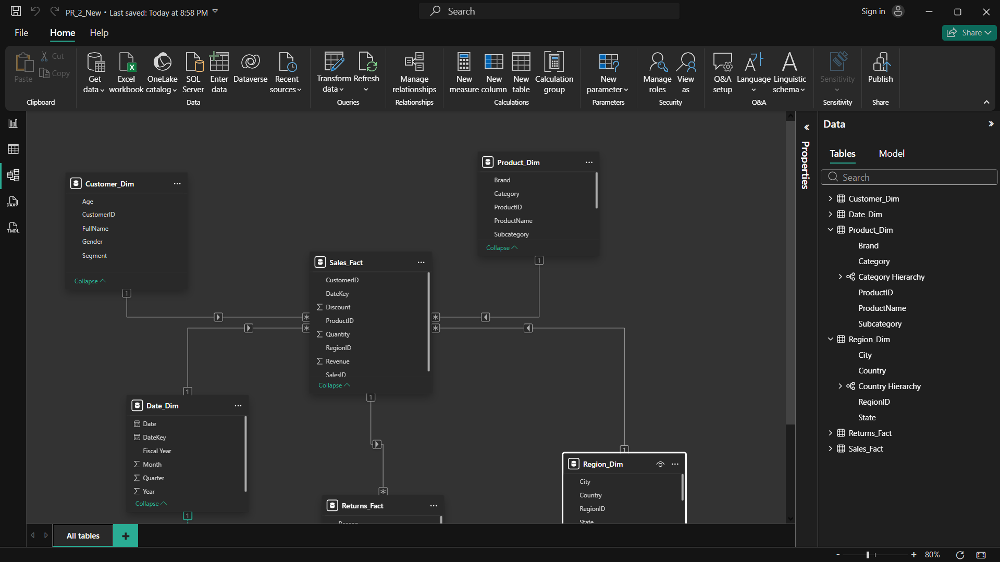 PR_2_New • Last saved: Today at 8:58 PM
Search
Sign in
File
Home
Help
Share
Paste
Cut
Copy
Clipboard
Get data
Excel workbook
OneLake catalog
SQL Server
Enter data
Dataverse
Recent sources
Data
Transform data
Refresh
Queries
Manage relationships
Relationships
New measure
New column
New table
Calculation group
Calculations
New parameter
Parameters
Manage roles
View as
Security
Q&A setup
Language
Linguistic schema
Q&A
Sensitivity
Sensitivity
Publish
Share
DAX
TMDL
Customer_Dim
Age
CustomerID
FullName
Gender
Segment
Collapse
1
Product_Dim
Brand
Category
ProductID
ProductName
Subcategory
Collapse
1
Sales_Fact
CustomerID
DateKey
Discount
ProductID
Quantity
RegionID
Revenue
SalesID
Collapse
1
1
Date_Dim
Date
DateKey
Fiscal Year
Month
Quarter
Year
Collapse
1
Returns_Fact
Reason
1
Region_Dim
City
Country
RegionID
State
Properties
Data
Tables
Model
Search
Customer_Dim
Date_Dim
Product_Dim
Brand
Category
Category Hierarchy
ProductID
ProductName
Subcategory
Region_Dim
City
Country
Country Hierarchy
RegionID
State
Returns_Fact
Sales_Fact
All tables
80%